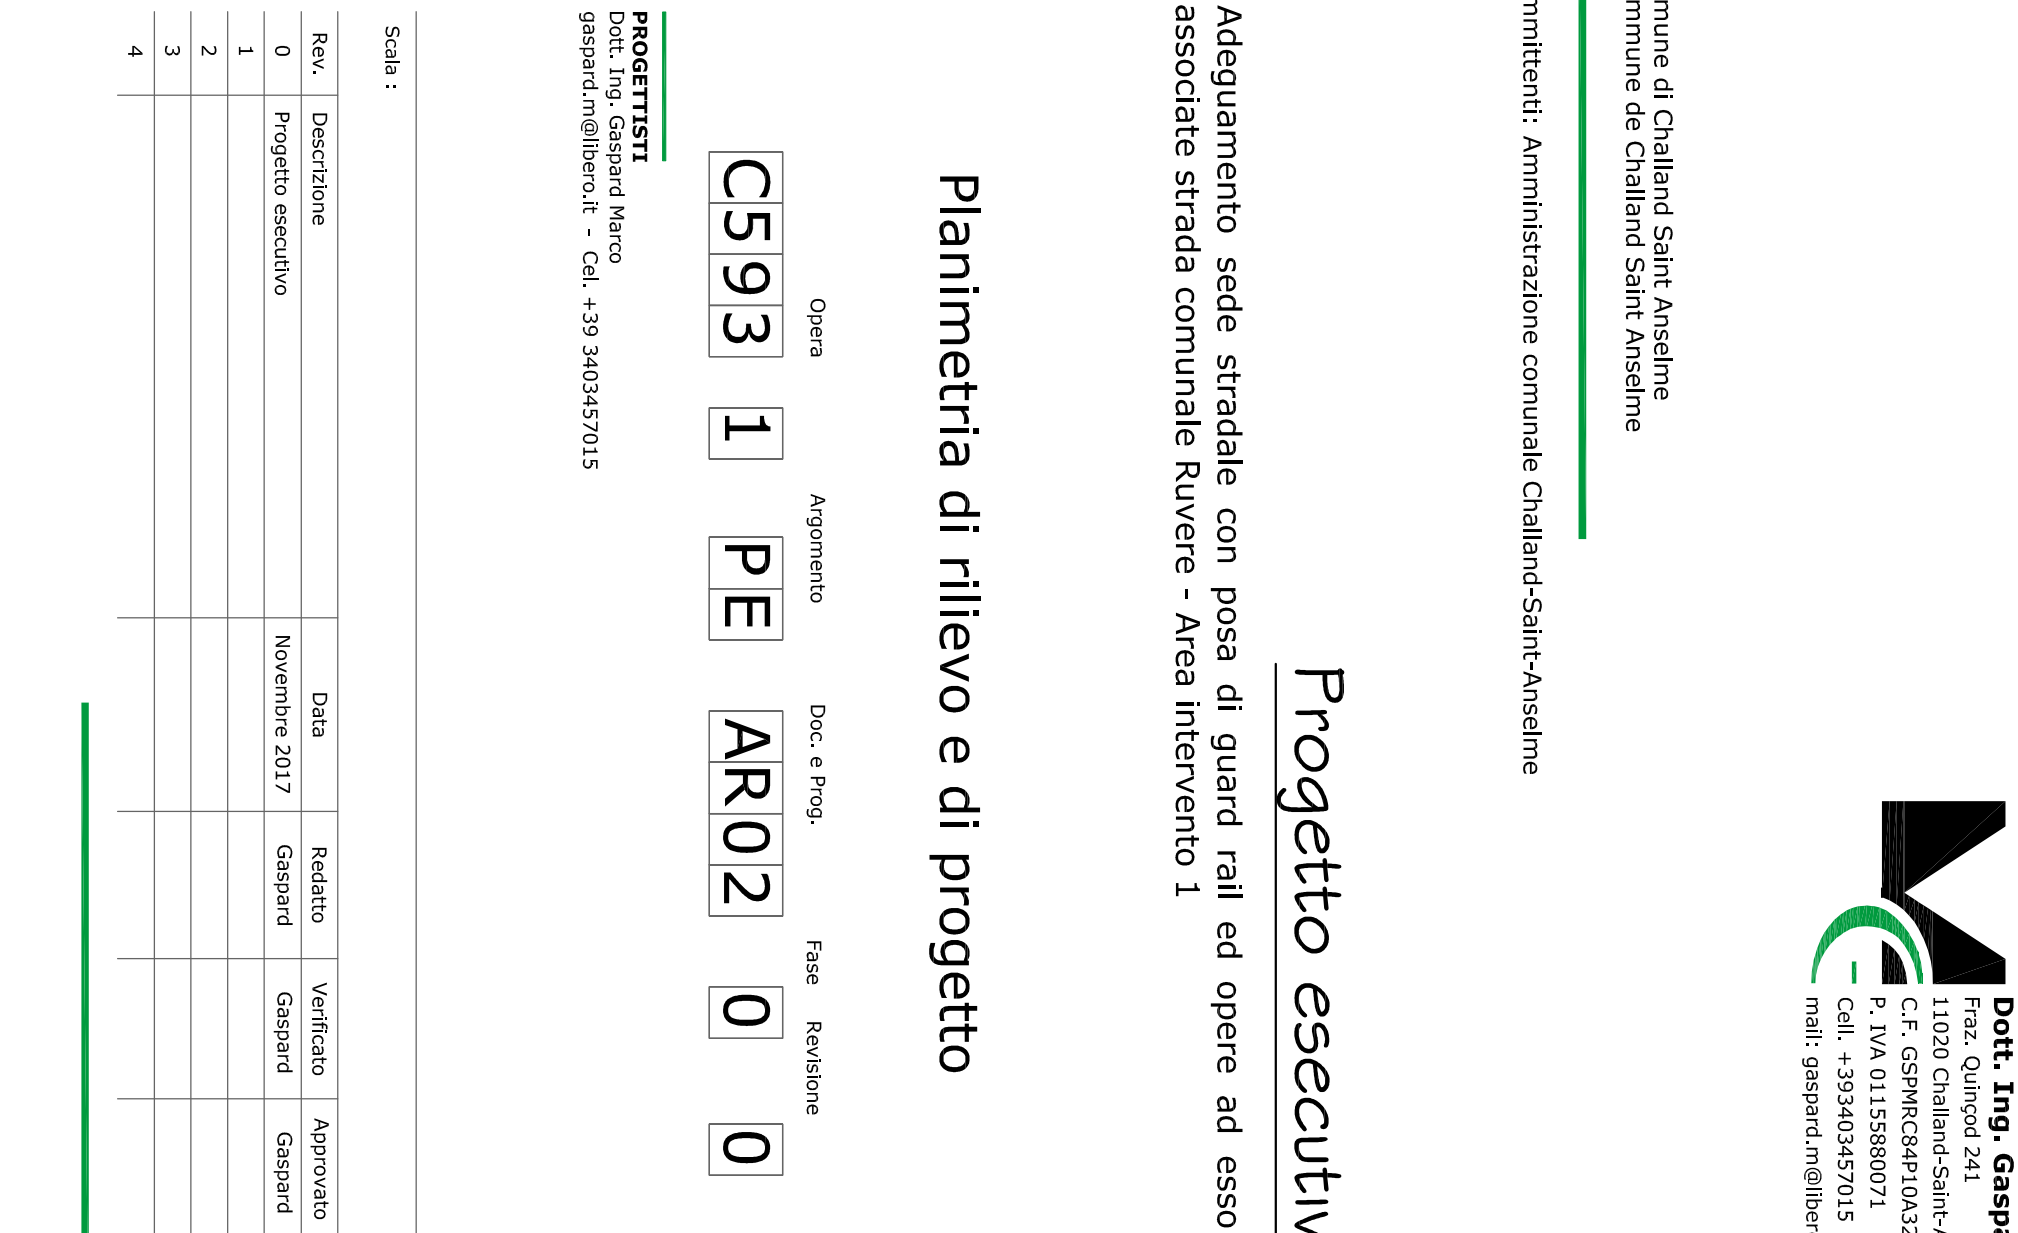 Dott. Ing. Gaspa
Fraz. Quinçod 241
11020 Challand-Saint-A
C.F. GSPMRC84P10A32
P. IVA 01155880071
Cell. +393403457015
mail: gaspard.m@liber
mune di Challand Saint Anselme
mmune de Challand Saint Anselme
mmittenti: Amministrazione comunale Challand-Saint-Anselme
Progetto esecutiv
Adeguamento sede stradale con posa di guard rail ed opere ad esso
associate strada comunale Ruvere - Area intervento 1
Planimetria di rilievo e di progetto
Opera Argomento Doc. e Prog. Fase Revisione
C593 1 PE AR02 0 0
PROGETTISTI
Dott. Ing. Gaspard Marco
gaspard.m@libero.it - Cel. +39 3403457015
Scala :
Rev. Descrizione Data Redatto Verificato Approvato
0 Progetto esecutivo Novembre 2017 Gaspard Gaspard Gaspard
1
2
3
4